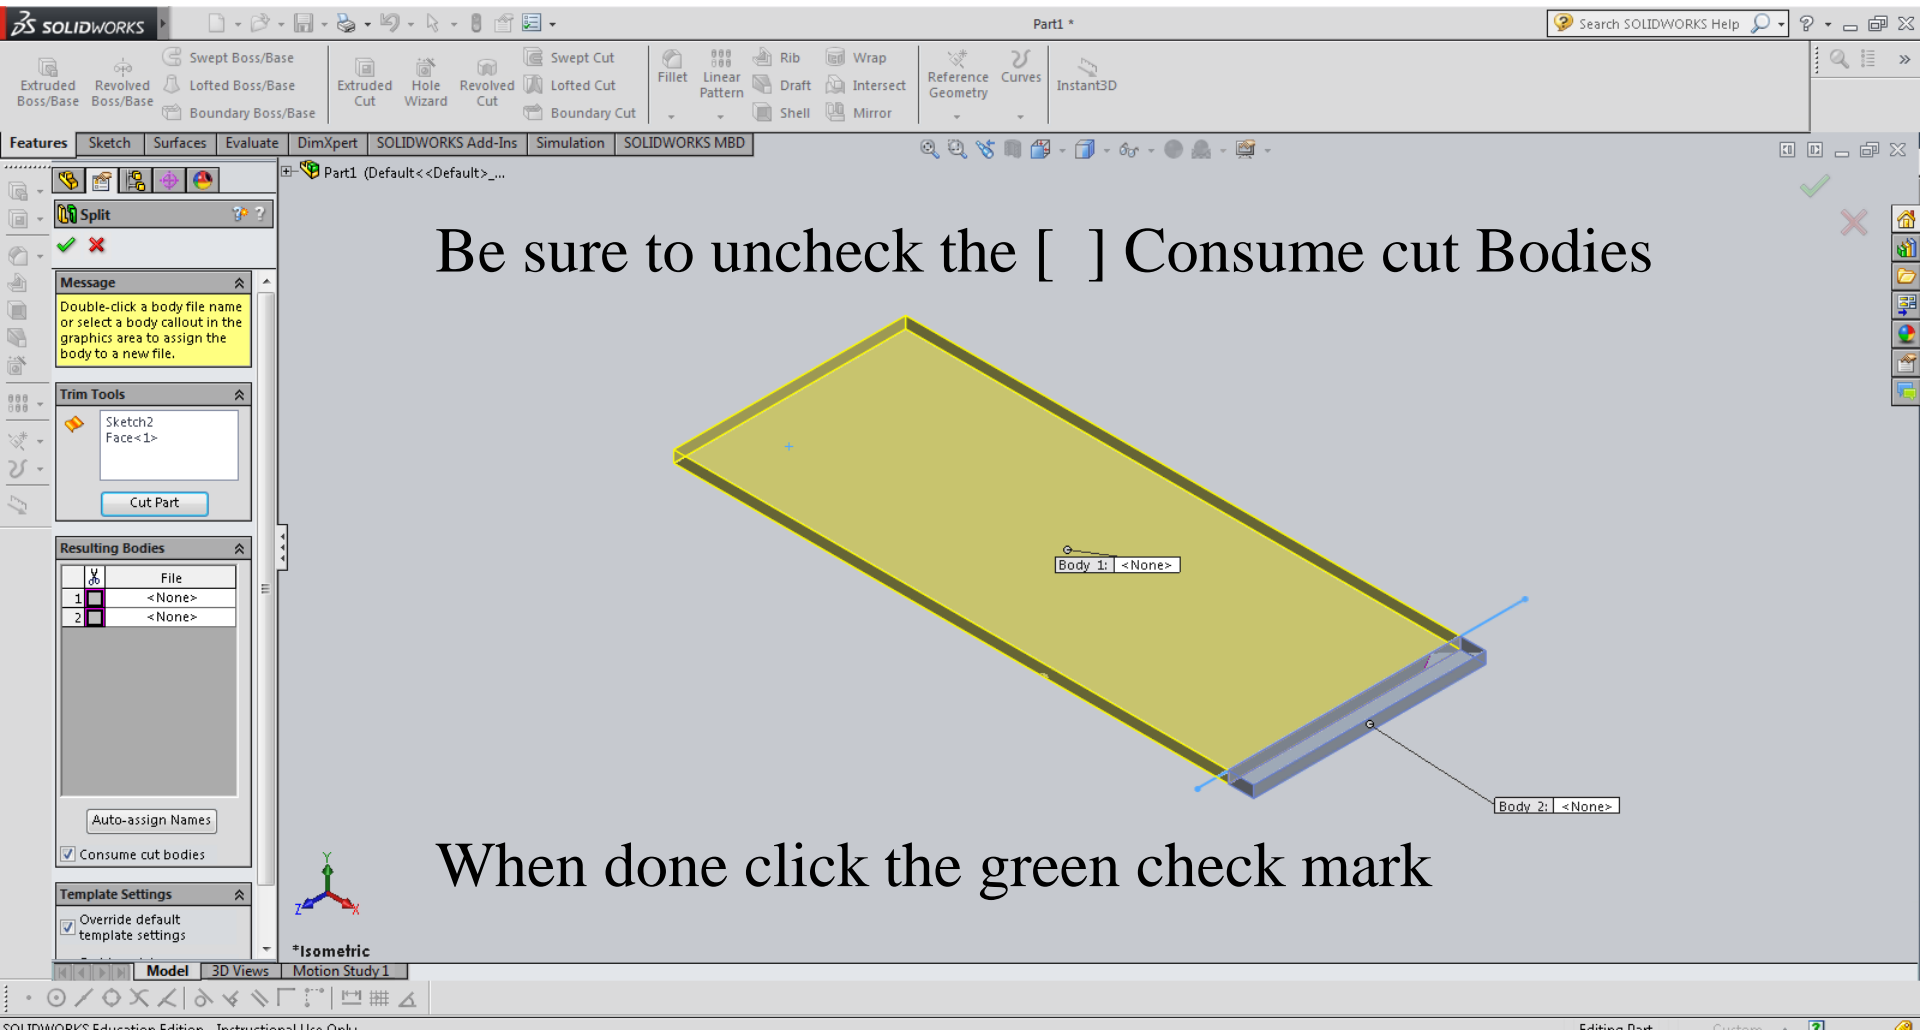 SOLIDWORKS
Part1 *
Search SOLIDWORKS Help
Extruded Boss/Base
Revolved Boss/Base
Swept Boss/Base
Lofted Boss/Base
Boundary Boss/Base
Extruded Cut
Hole Wizard
Revolved Cut
Swept Cut
Lofted Cut
Boundary Cut
Fillet
Linear Pattern
Rib
Draft
Shell
Wrap
Intersect
Mirror
Reference Geometry
Curves
Instant3D
Features Sketch Surfaces Evaluate DimXpert SOLIDWORKS Add-Ins Simulation SOLIDWORKS MBD
Part1 (Default<<Default>_...
Split
Be sure to uncheck the [ ] Consume cut Bodies
Message
Double-click a body file name
or select a body callout in the
graphics area to assign the
body to a new file.
Trim Tools
Sketch2
Face<1>
Cut Part
Resulting Bodies
File
1 <None>
2 <None>
Body 1: <None>
Body 2: <None>
Auto-assign Names
Consume cut bodies
When done click the green check mark
Template Settings
Override default
template settings
Y
Z
X
*Isometric
Model 3D Views Motion Study 1
SOLIDWORKS Education Edition - Instructional Use Only
Editing Part Custom